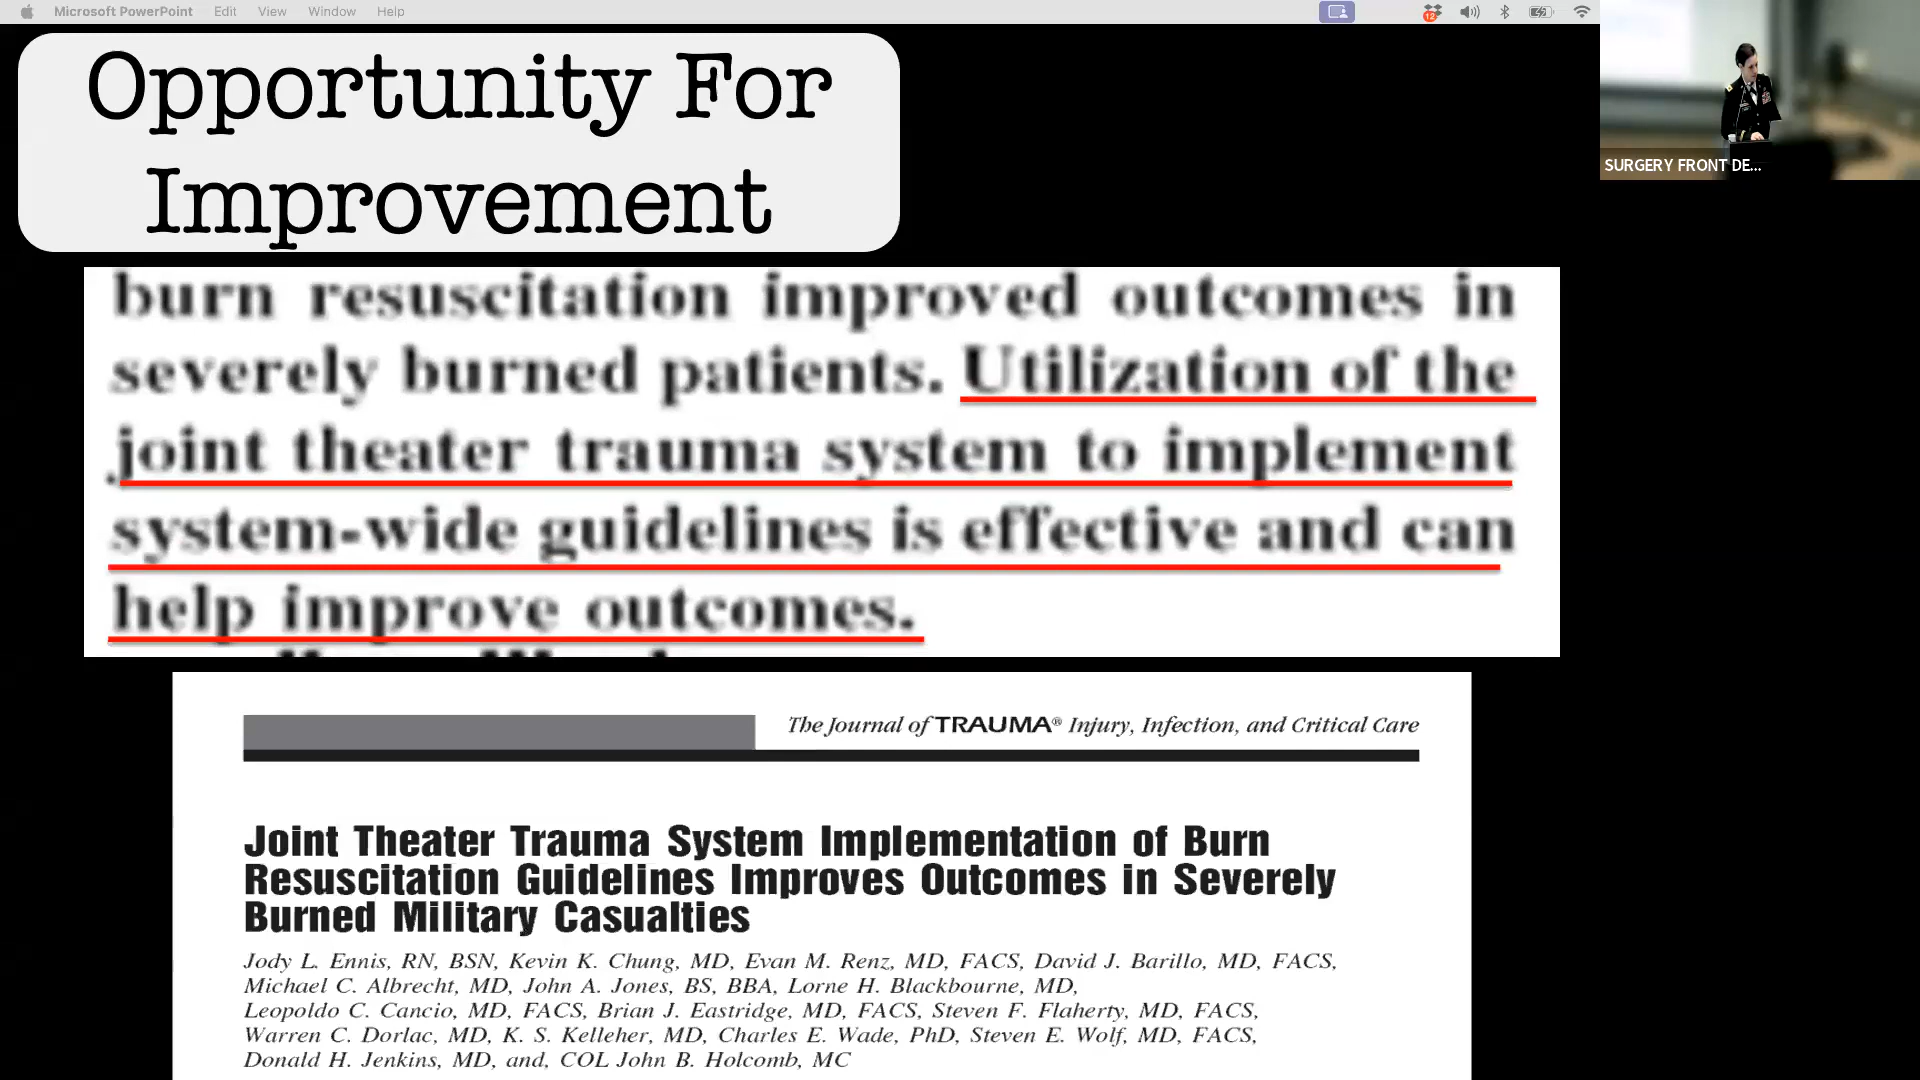 Microsoft PowerPoint Edit View Window Help
12
Opportunity For
Improvement
SURGERY FRONT DE...
burn resuscitation improved outcomes in
severely burned patients. Utilization of the
joint theater trauma system to implement
system-wide guidelines is effective and can
help improve outcomes.
The Journal of TRAUMA® Injury, Infection, and Critical Care
Joint Theater Trauma System Implementation of Burn
Resuscitation Guidelines Improves Outcomes in Severely
Burned Military Casualties
Jody L. Ennis, RN, BSN, Kevin K. Chung, MD, Evan M. Renz, MD, FACS, David J. Barillo, MD, FACS,
Michael C. Albrecht, MD, John A. Jones, BS, BBA, Lorne H. Blackbourne, MD,
Leopoldo C. Cancio, MD, FACS, Brian J. Eastridge, MD, FACS, Steven F. Flaherty, MD, FACS,
Warren C. Dorlac, MD, K. S. Kelleher, MD, Charles E. Wade, PhD, Steven E. Wolf, MD, FACS,
Donald H. Jenkins, MD, and, COL John B. Holcomb, MC